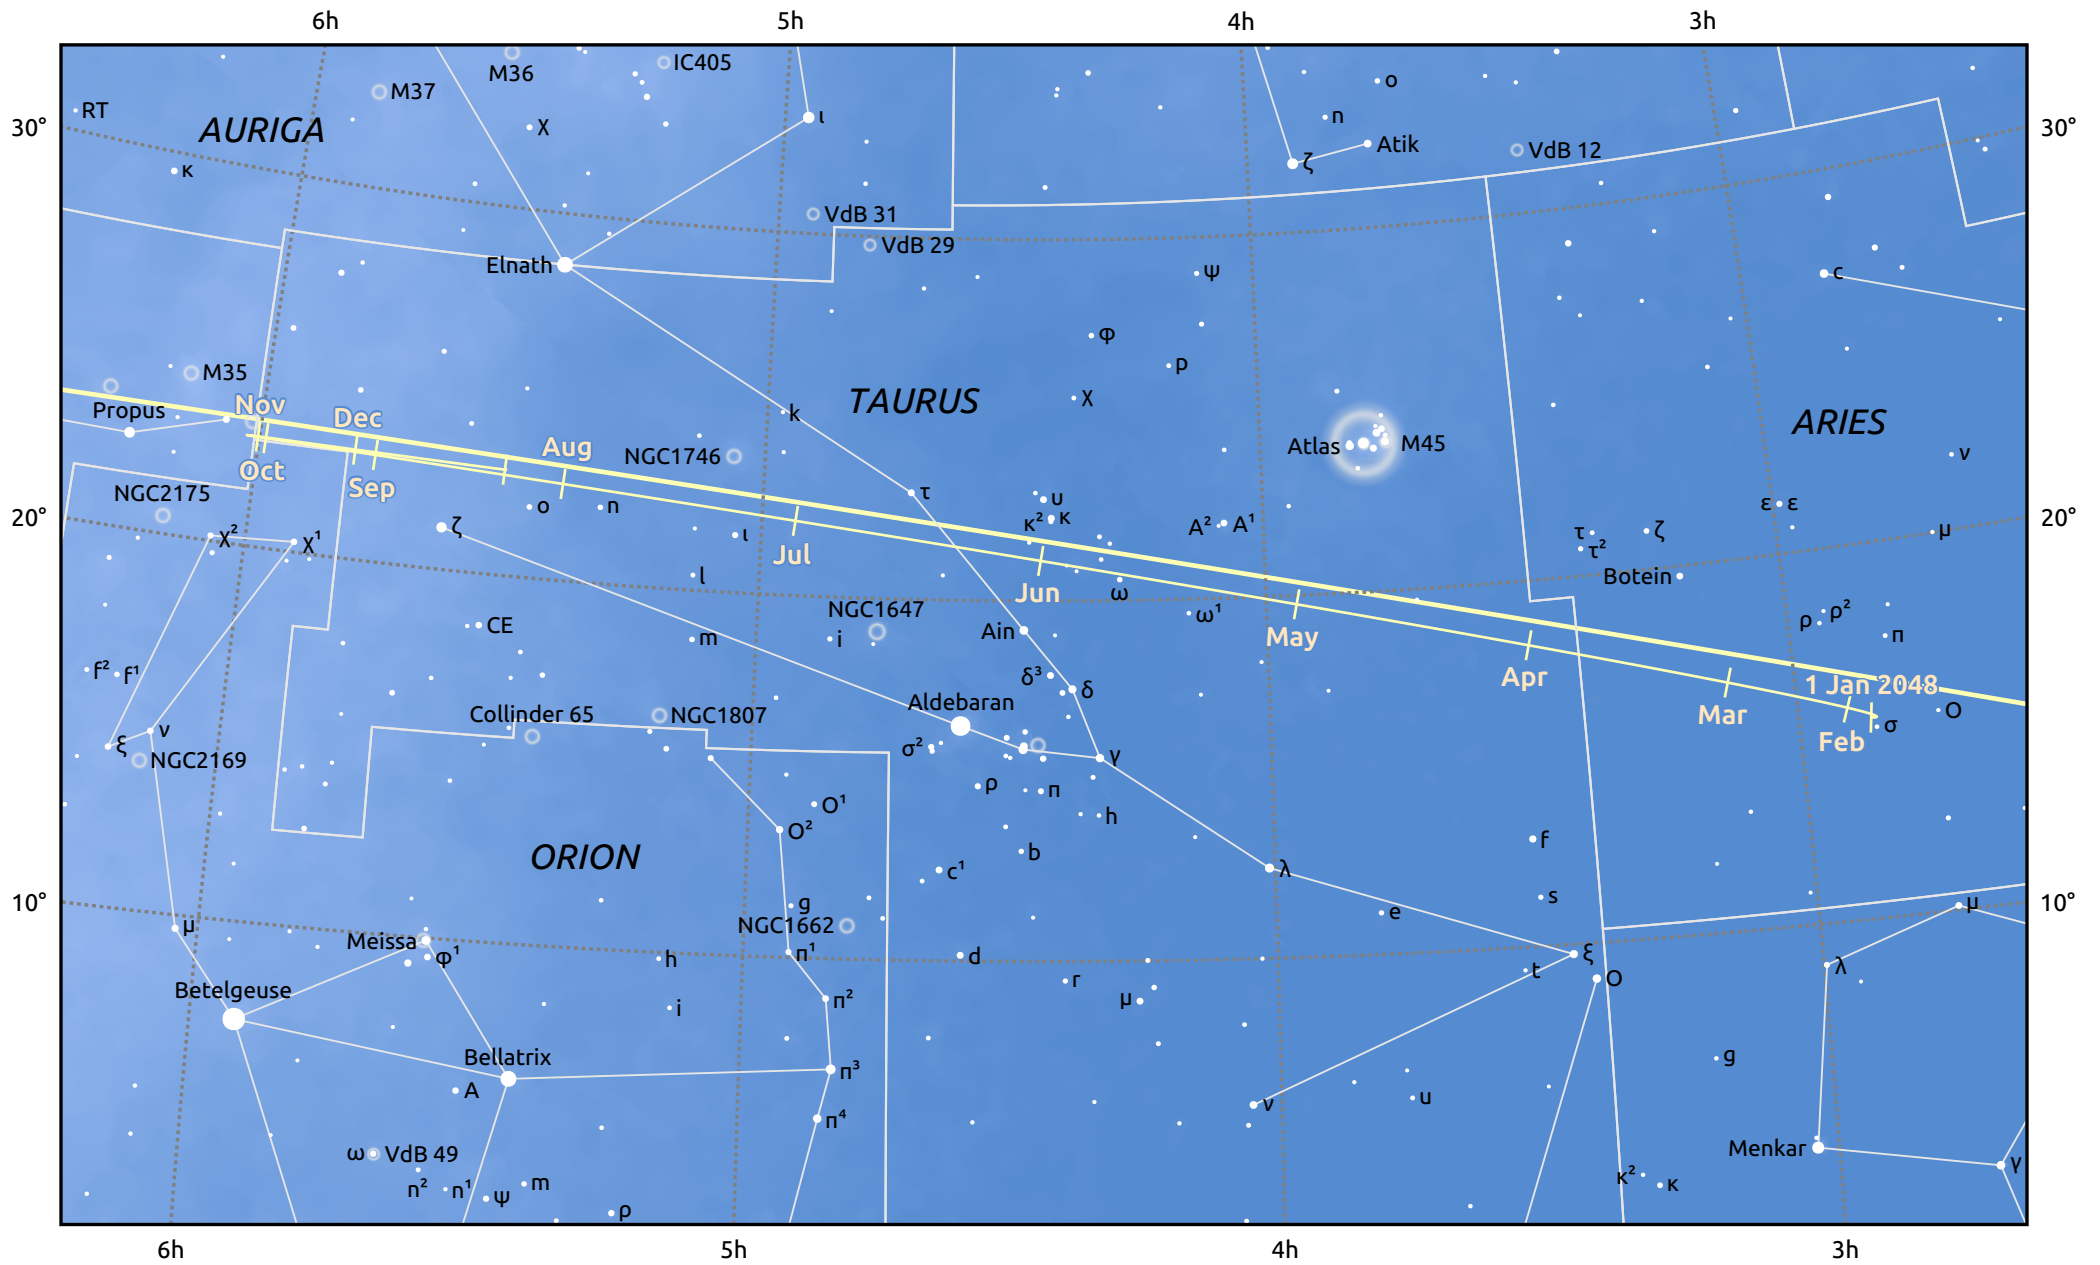 6h 5h 4h 3h
M36 IC405
M37 ο
RT AURIGA χ ι n
30° 30°
Atik VdB 12
κ ζ
VdB 31
VdB 29
Elnath ψ c
φ
ρ
M35
Propus Nov Dec k TAURUS χ ARIES
Aug Atlas M45
NGC1746 ν
Oct Sep
NGC2175 τ υ ε ε
ο n κ² κ A² A¹
20° 20°
χ² χ¹ ζ ι τ ζ μ
Jul τ²
l Botein
Jun ω
NGC1647 ω¹ ρ ρ²
CE m i Ain May π
f² f¹ δ³ Apr 1 Jan 2048
δ
Aldebaran
Collinder 65 NGC1807 Mar O
ν σ
ξ σ² Feb
NGC2169 γ
ρ π
O¹ h
O² f
ORION b
c¹ λ
s
10° 10°
g e μ
NGC1662
μ Meissa
φ¹ h π¹ d ξ
t λ
r O
Betelgeuse π² μ
i
Bellatrix g
π³
A u
ν
π⁴
ω VdB 49 Menkar
γ
n² n¹ ψ m κ² κ
ρ
6h 5h 4h 3h